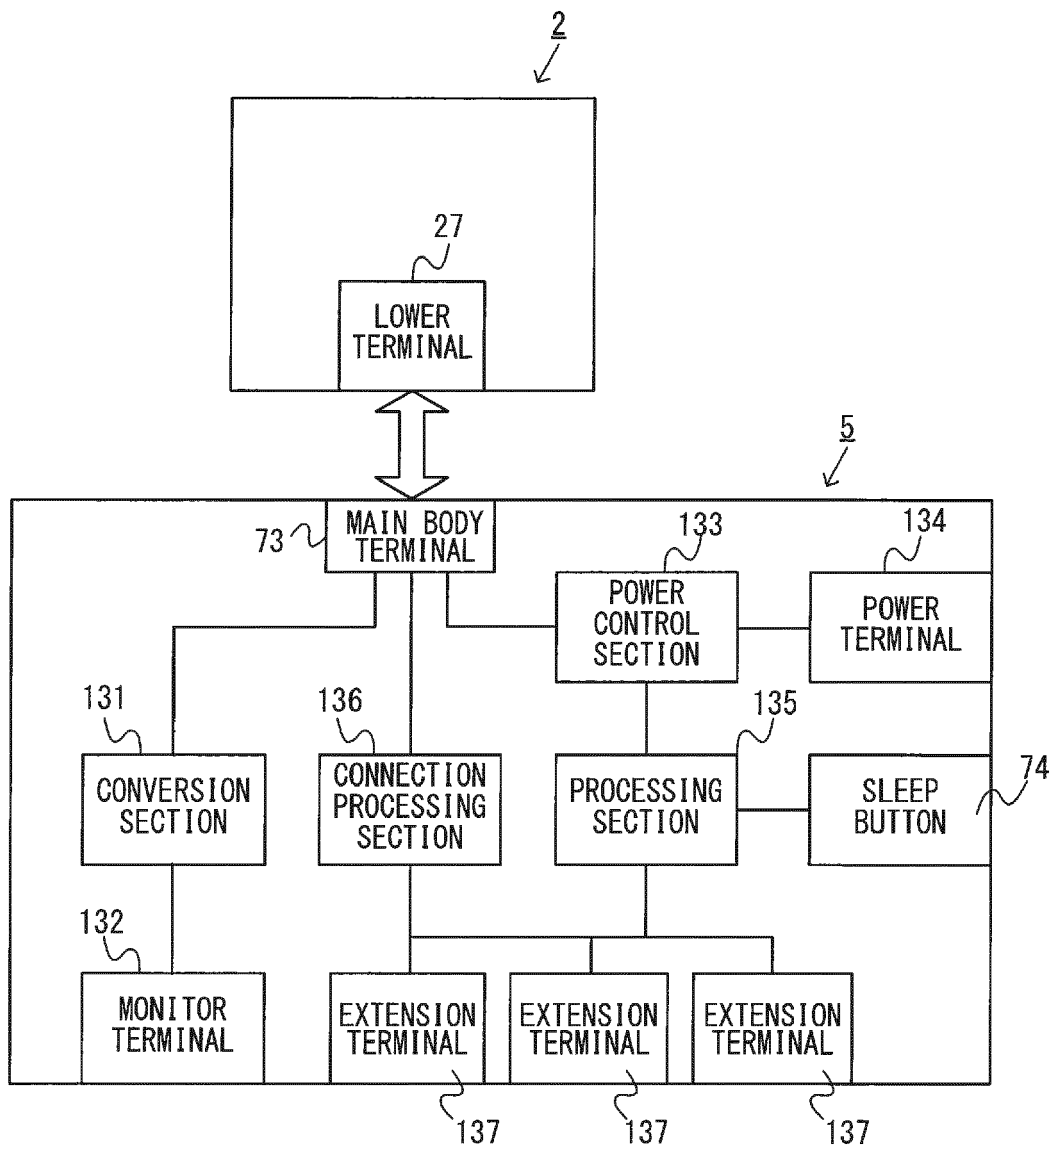 2
27
LOWER
TERMINAL
5
73
MAIN BODY
TERMINAL
133
134
POWER
CONTROL
SECTION
POWER
TERMINAL
131
136
135
CONVERSION
SECTION
CONNECTION
PROCESSING
SECTION
PROCESSING
SECTION
SLEEP
BUTTON
74
132
MONITOR
TERMINAL
EXTENSION
TERMINAL
EXTENSION
TERMINAL
EXTENSION
TERMINAL
137
137
137